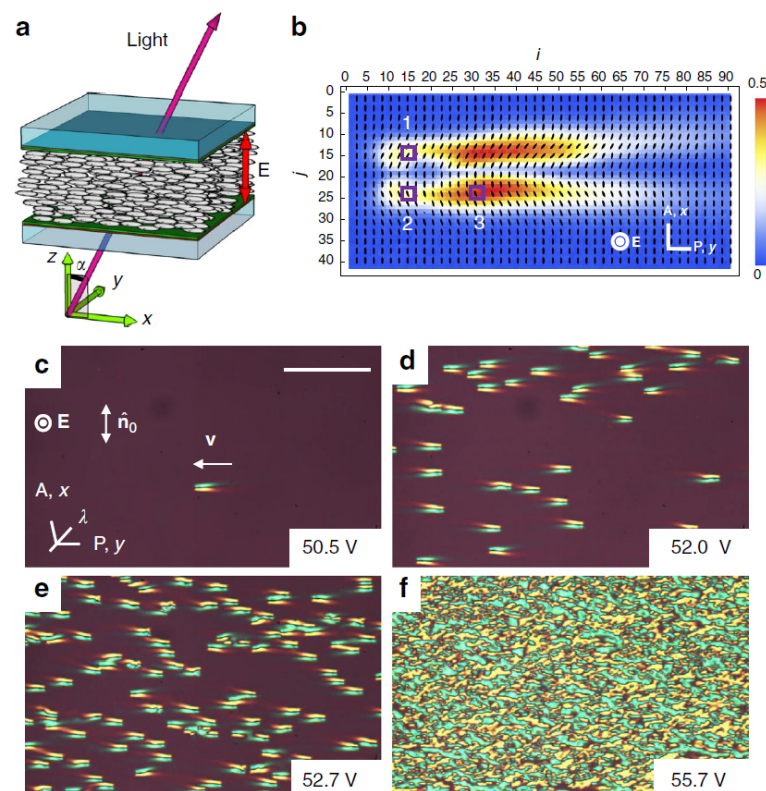 a
Light
E
z
α
y
x
b
i
0 5 10 15 20 25 30 35 40 45 50 55 60 65 70 75 80 85 90
j
0
5
10
15
20
25
30
35
40
1
2
3
E
A, x
P, y
0.5
0
c
E
n̂₀
v
A, x
λ
P, y
50.5 V
d
52.0 V
e
52.7 V
f
55.7 V